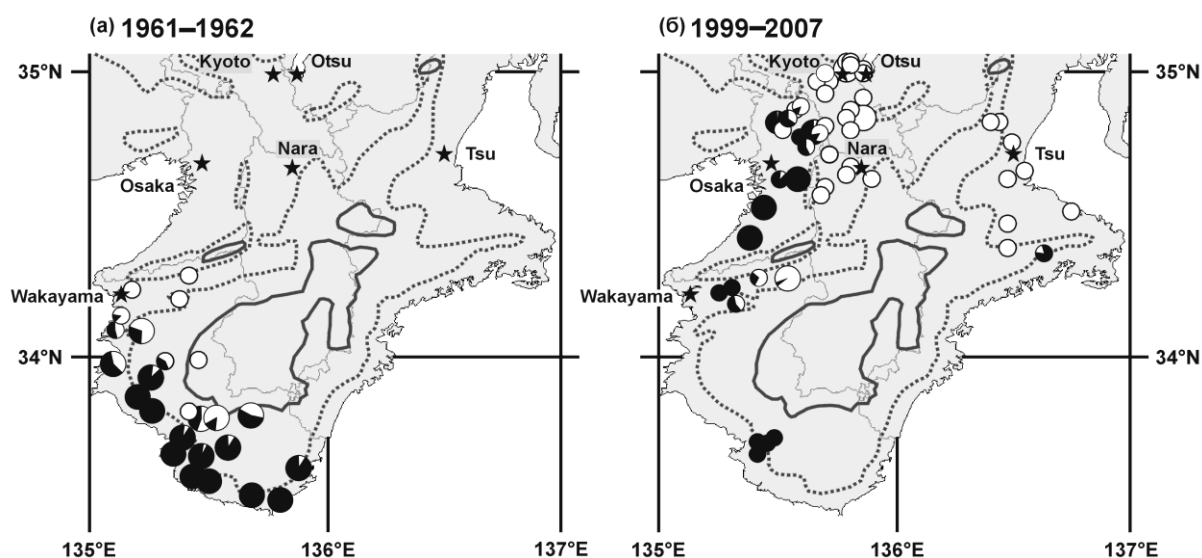 (а) 1961–1962
(б) 1999–2007
Kyoto
Otsu
Kyoto
Otsu
35°N
35°N
Nara
Tsu
Nara
Tsu
Osaka
Osaka
Wakayama
Wakayama
34°N
34°N
135°E
136°E
137°E
135°E
136°E
137°E